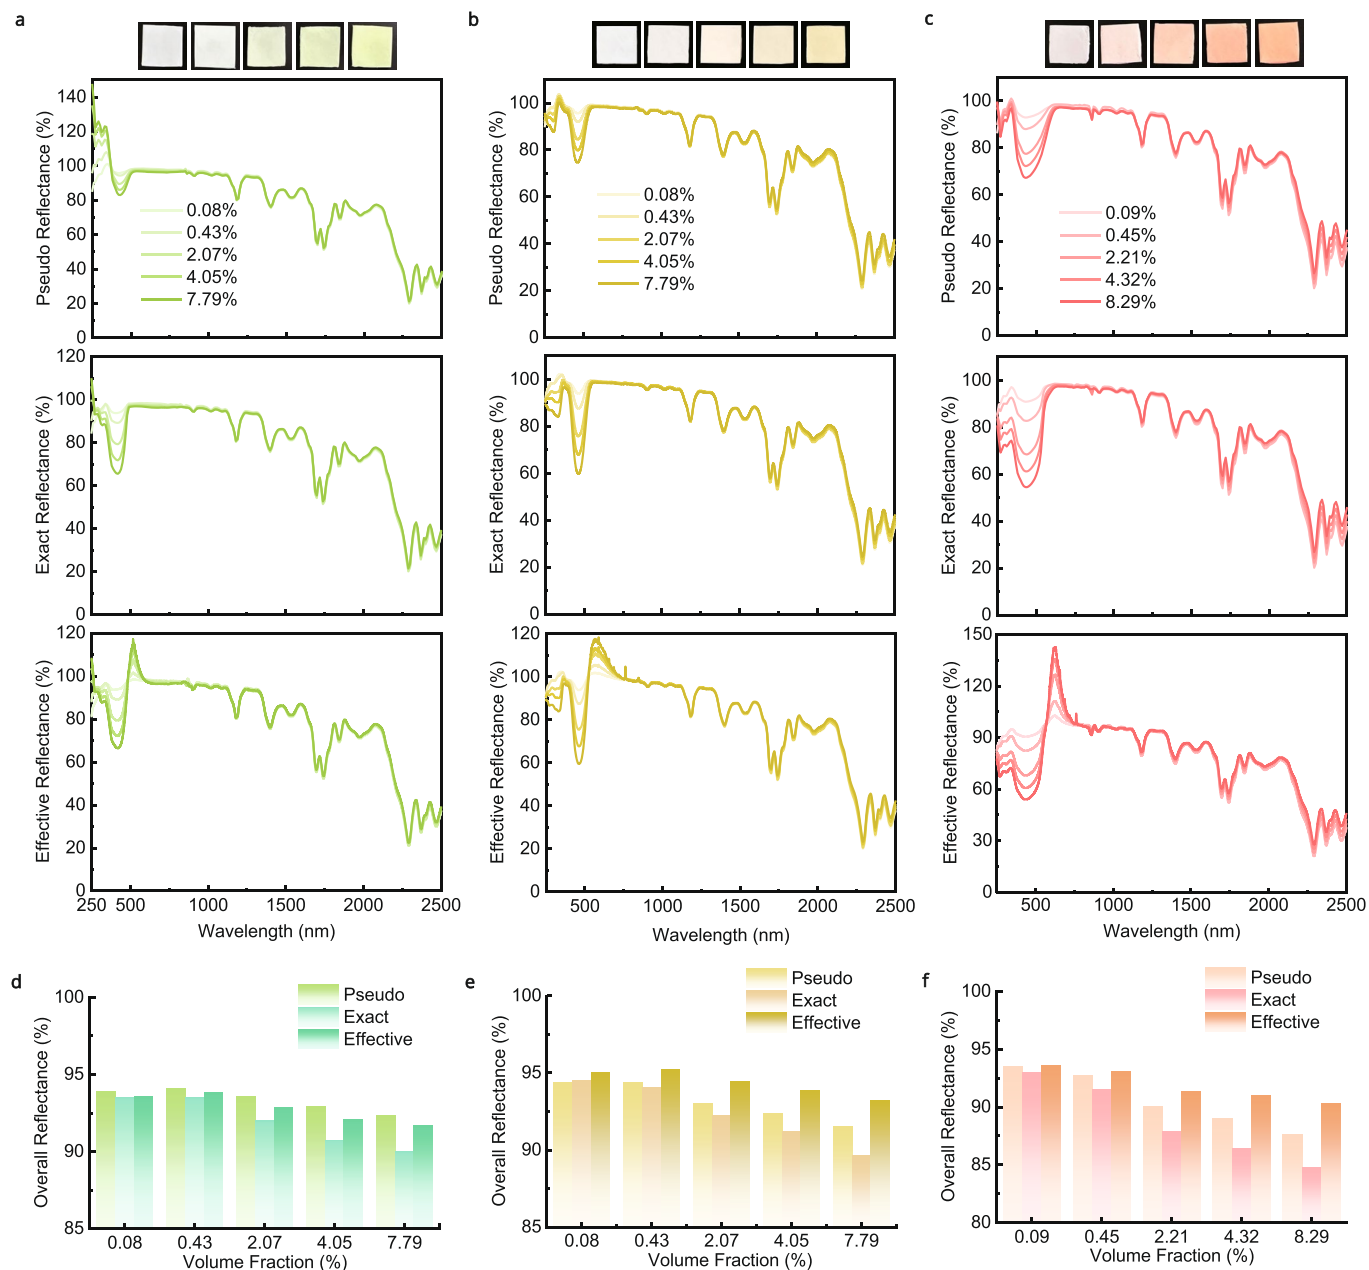 a
Pseudo Reflectance (%)
140
120
100
80
60
40
20
0
0.08%
0.43%
2.07%
4.05%
7.79%
Exact Reflectance (%)
120
100
80
60
40
20
0
Effective Reflectance (%)
120
100
80
60
40
20
0
250 500 1000 1500 2000 2500
Wavelength (nm)
b
Pseudo Reflectance (%)
100
80
60
40
20
0
0.08%
0.43%
2.07%
4.05%
7.79%
Exact Reflectance (%)
100
80
60
40
20
0
Effective Reflectance (%)
120
100
80
60
40
20
0
500 1000 1500 2000 2500
Wavelength (nm)
c
Pseudo Reflectance (%)
100
80
60
40
20
0
0.09%
0.45%
2.21%
4.32%
8.29%
Exact Reflectance (%)
100
80
60
40
20
0
Effective Reflectance (%)
150
120
90
60
30
0
500 1000 1500 2000 2500
Wavelength (nm)
d
Overall Reflectance (%)
100
95
90
85
Pseudo
Exact
Effective
0.08 0.43 2.07 4.05 7.79
Volume Fraction (%)
e
Overall Reflectance (%)
100
95
90
85
Pseudo
Exact
Effective
0.08 0.43 2.07 4.05 7.79
Volume Fraction (%)
f
Overall Reflectance (%)
100
95
90
85
80
Pseudo
Exact
Effective
0.09 0.45 2.21 4.32 8.29
Volume Fraction (%)